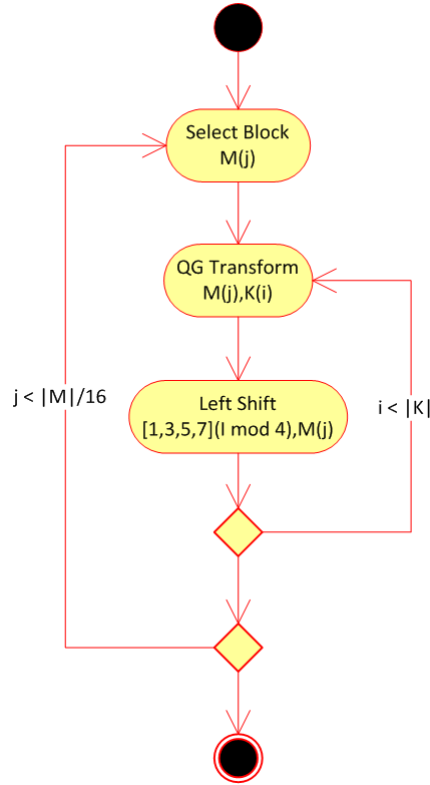 Select Block
M(j)
QG Transform
M(j),K(i)
j < |M|/16
i < |K|
Left Shift
[1,3,5,7](I mod 4),M(j)